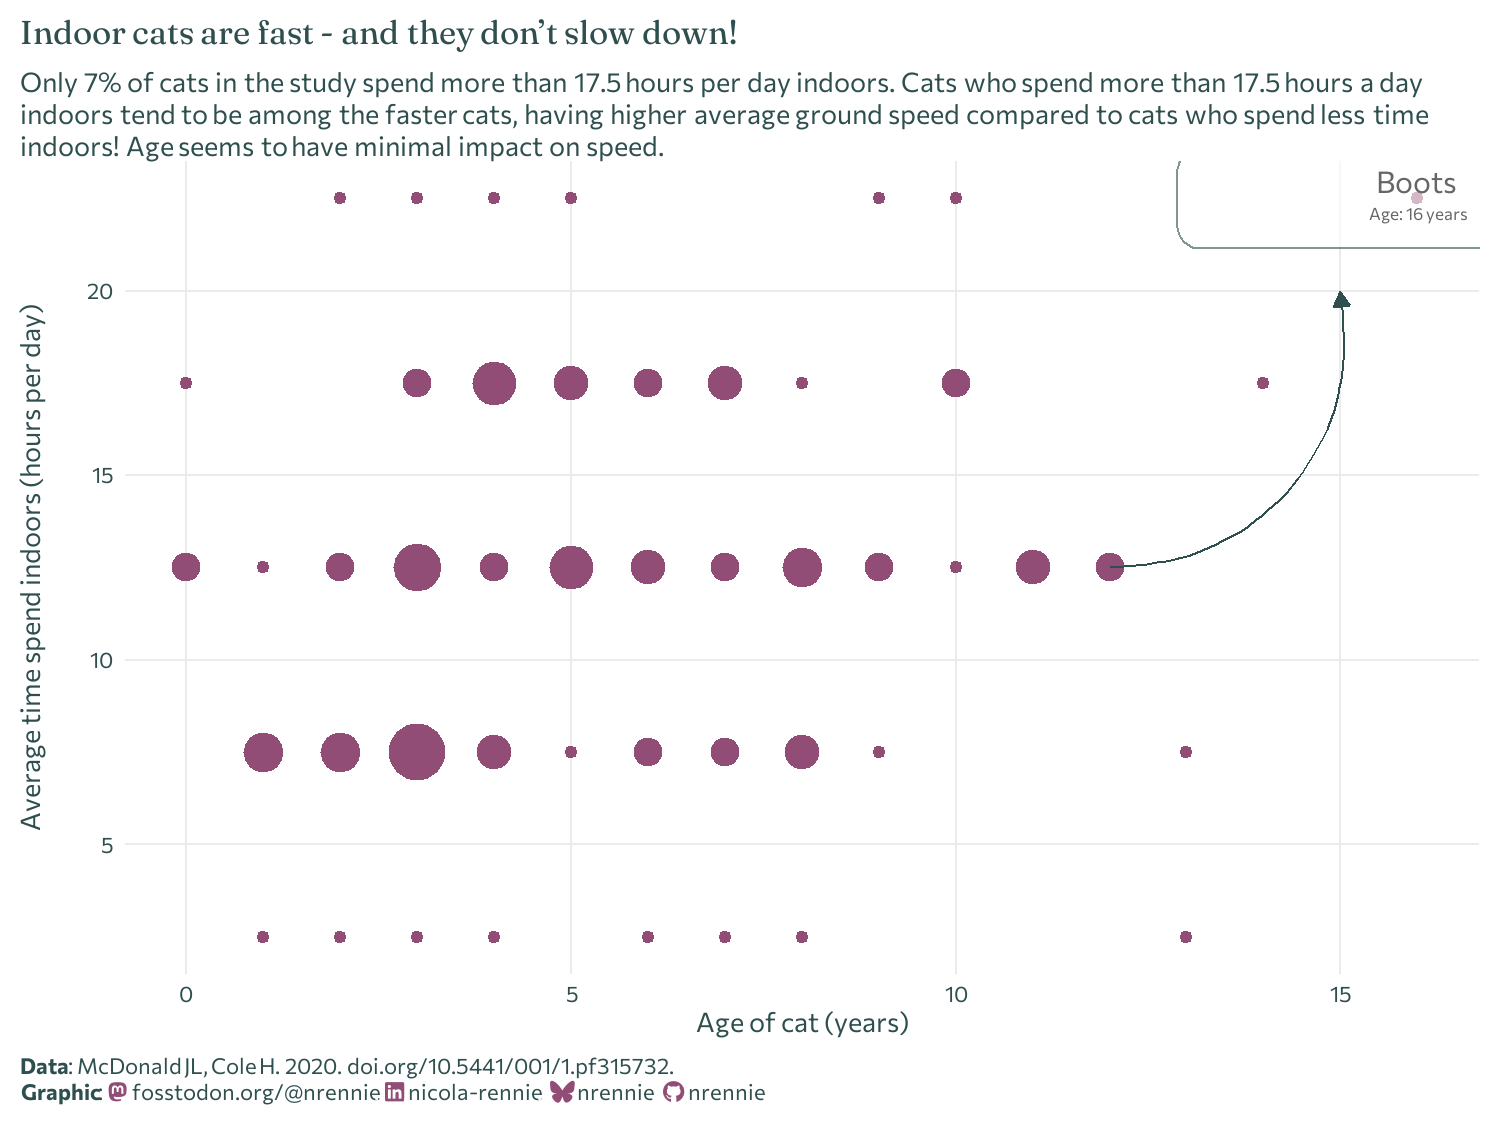 Indoor cats are fast - and they don’t slow down!
Only 7% of cats in the study spend more than 17.5 hours per day indoors. Cats who spend more than 17.5 hours a day
indoors tend to be among the faster cats, having higher average ground speed compared to cats who spend less time
indoors! Age seems to have minimal impact on speed.
Boots
Age: 16 years
Average time spend indoors (hours per day)
20
15
10
5
0
5
10
15
Age of cat (years)
Data: McDonald JL, Cole H. 2020. doi.org/10.5441/001/1.pf315732.
Graphic: fosstodon.org/@nrennie nicola-rennie nrennie nrennie